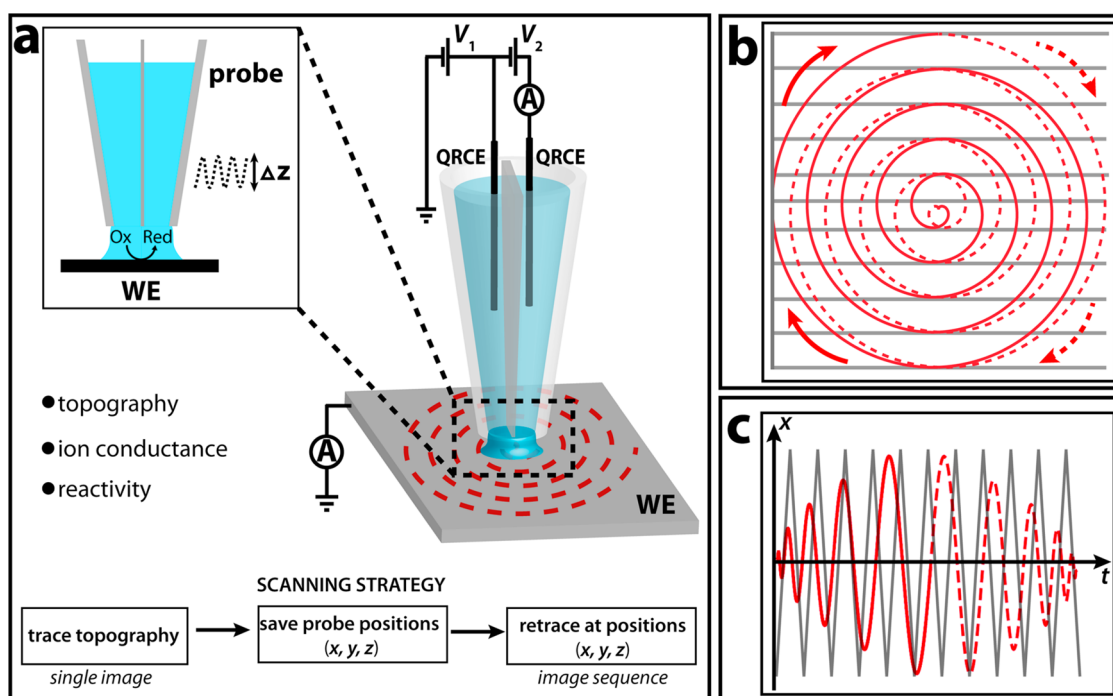 a
probe
Δz
Ox Red
WE
V1 V2
A
QRCE QRCE
topography
ion conductance
reactivity
A
WE
SCANNING STRATEGY
trace topography
single image
save probe positions
(x, y, z)
retrace at positions
(x, y, z)
image sequence
b
c
x
t